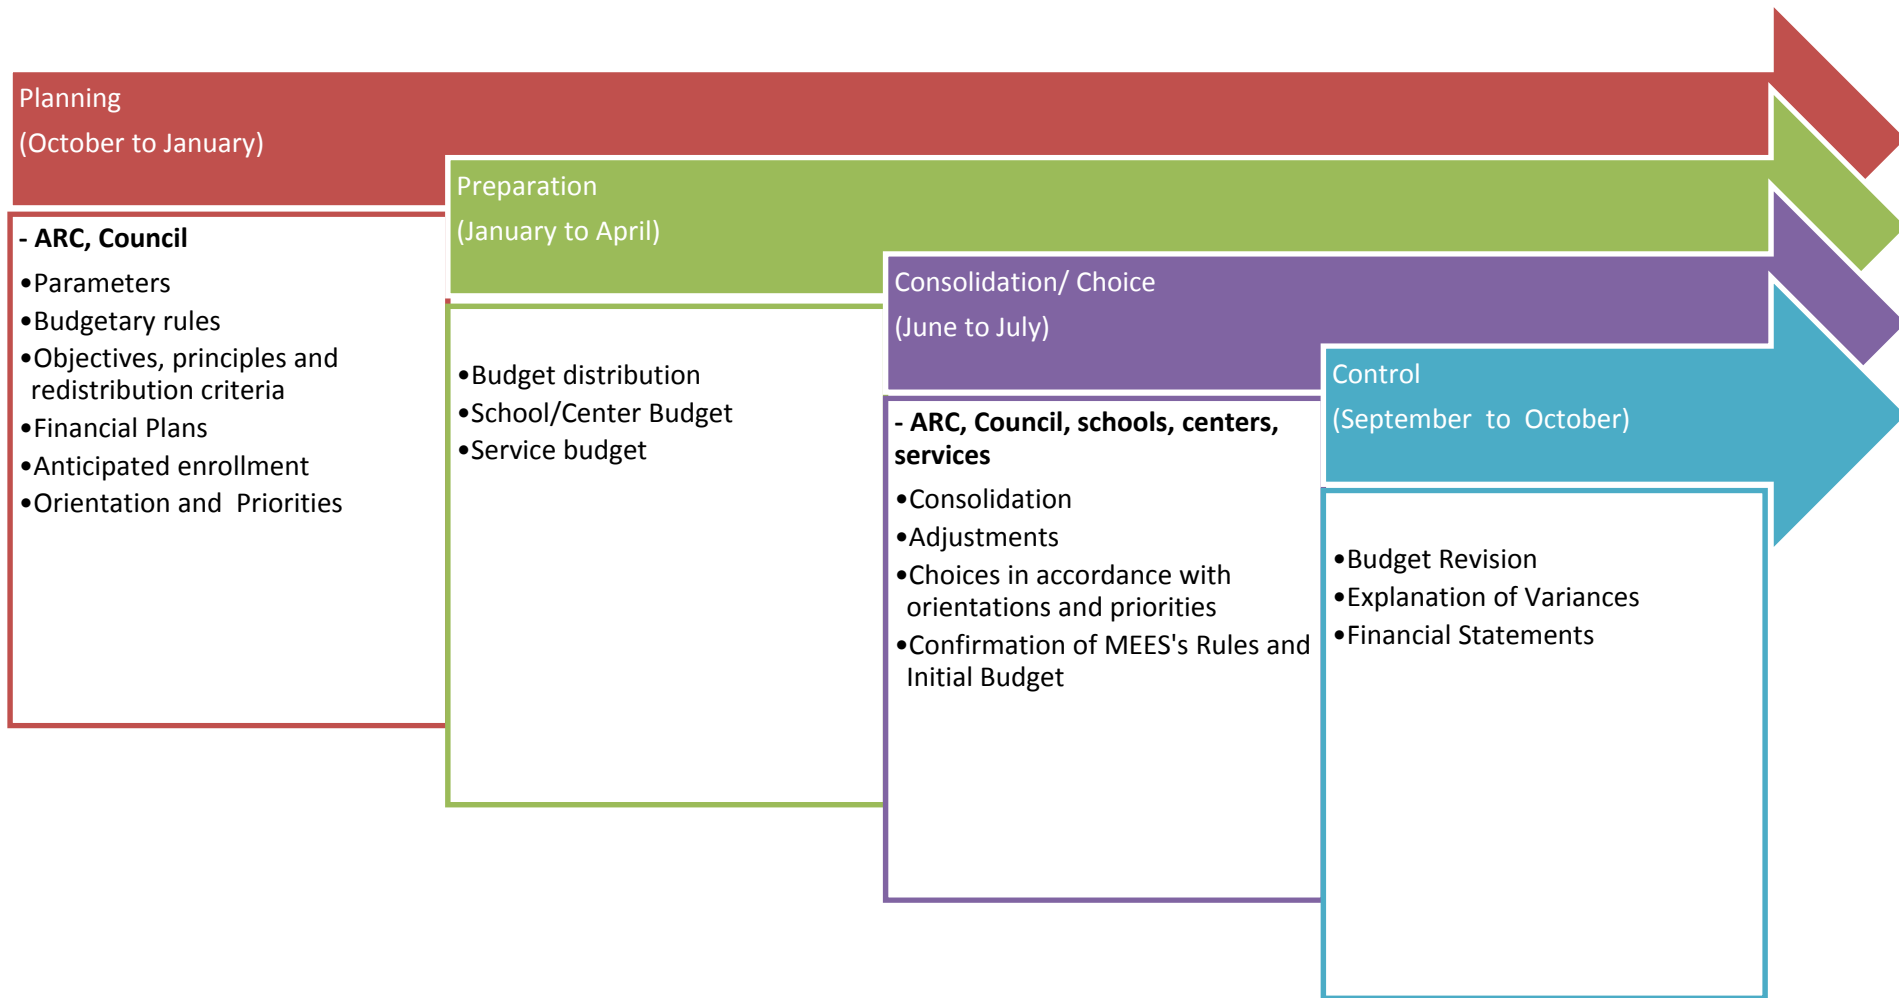 Planning
(October to January)
- ARC, Council
•Parameters
•Budgetary rules
•Objectives, principles and
redistribution criteria
•Financial Plans
•Anticipated enrollment
•Orientation and  Priorities
Preparation
(January to April)
•Budget distribution
•School/Center Budget
•Service budget
Consolidation/ Choice
(June to July)
- ARC, Council, schools, centers,
services
•Consolidation
•Adjustments
•Choices in accordance with
orientations and priorities
•Confirmation of MEES's Rules and
Initial Budget
Control
(September  to  October)
•Budget Revision
•Explanation of Variances
•Financial Statements